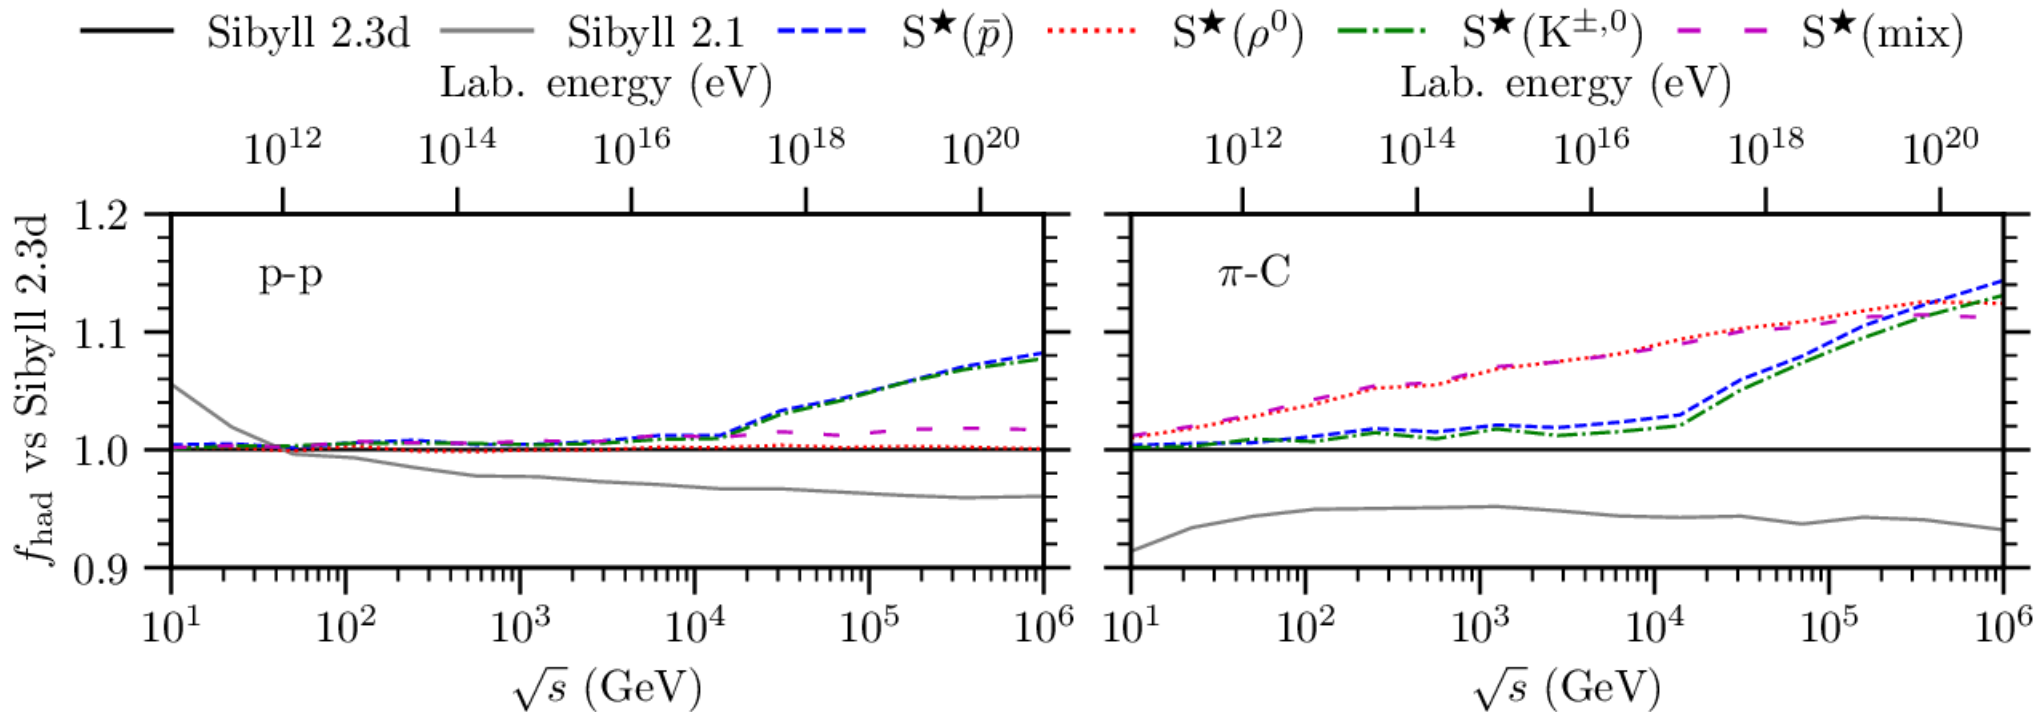 Sibyll 2.3d Sibyll 2.1 S★(p̄) S★(ρ⁰) S★(K±,⁰) S★(mix)
Lab. energy (eV) Lab. energy (eV)
10¹² 10¹⁴ 10¹⁶ 10¹⁸ 10²⁰ 10¹² 10¹⁴ 10¹⁶ 10¹⁸ 10²⁰
f_had vs Sibyll 2.3d
1.2
1.1
1.0
0.9
p-p
π-C
10¹ 10² 10³ 10⁴ 10⁵ 10⁶ 10¹ 10² 10³ 10⁴ 10⁵ 10⁶
√s (GeV) √s (GeV)